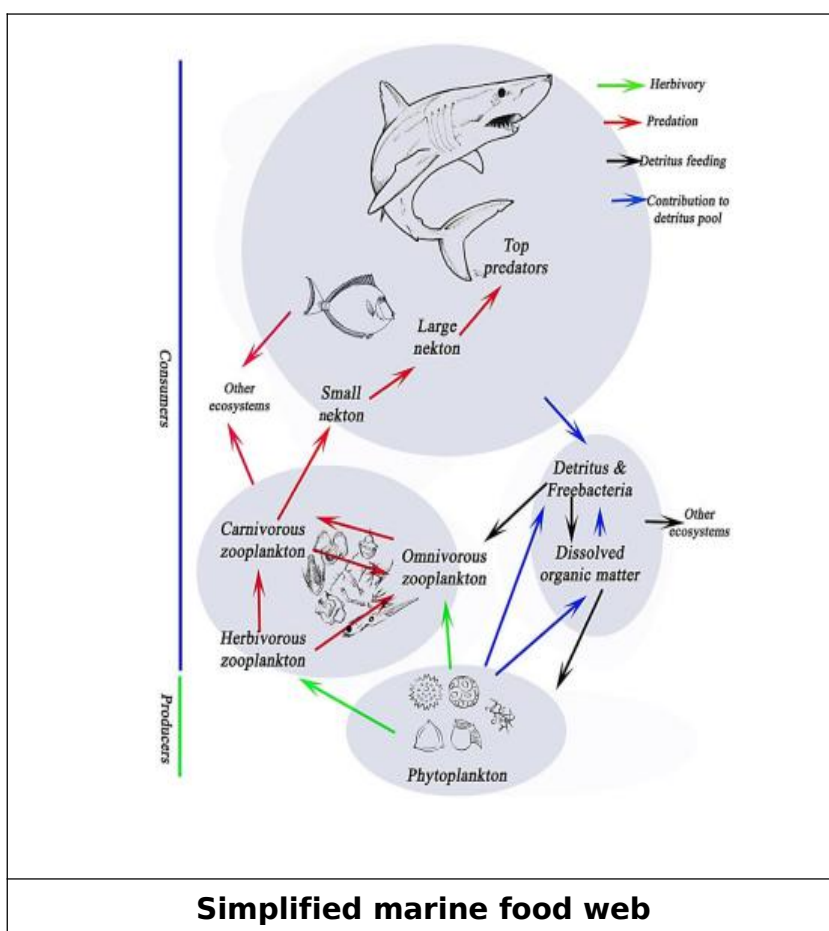 Herbivory
Predation
Detritus feeding
Contribution to
detritus pool
Top
predators
Large
nekton
Small
nekton
Other
ecosystems
Consumers
Detritus &
Freebacteria
Other
ecosystems
Dissolved
organic matter
Carnivorous
zooplankton
Omnivorous
zooplankton
Herbivorous
zooplankton
Producers
Phytoplankton
Simplified marine food web